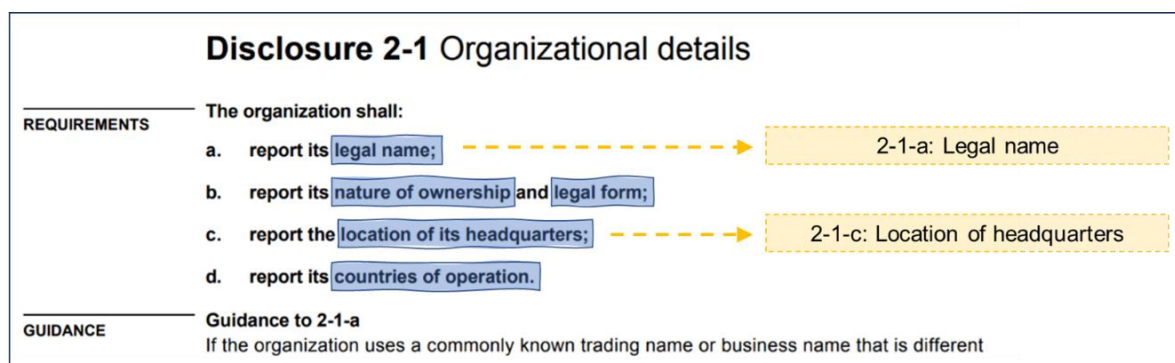 Disclosure 2-1 Organizational details
REQUIREMENTS
The organization shall:
a. report its legal name;
2-1-a: Legal name
b. report its nature of ownership and legal form;
c. report the location of its headquarters;
2-1-c: Location of headquarters
d. report its countries of operation.
GUIDANCE
Guidance to 2-1-a
If the organization uses a commonly known trading name or business name that is different